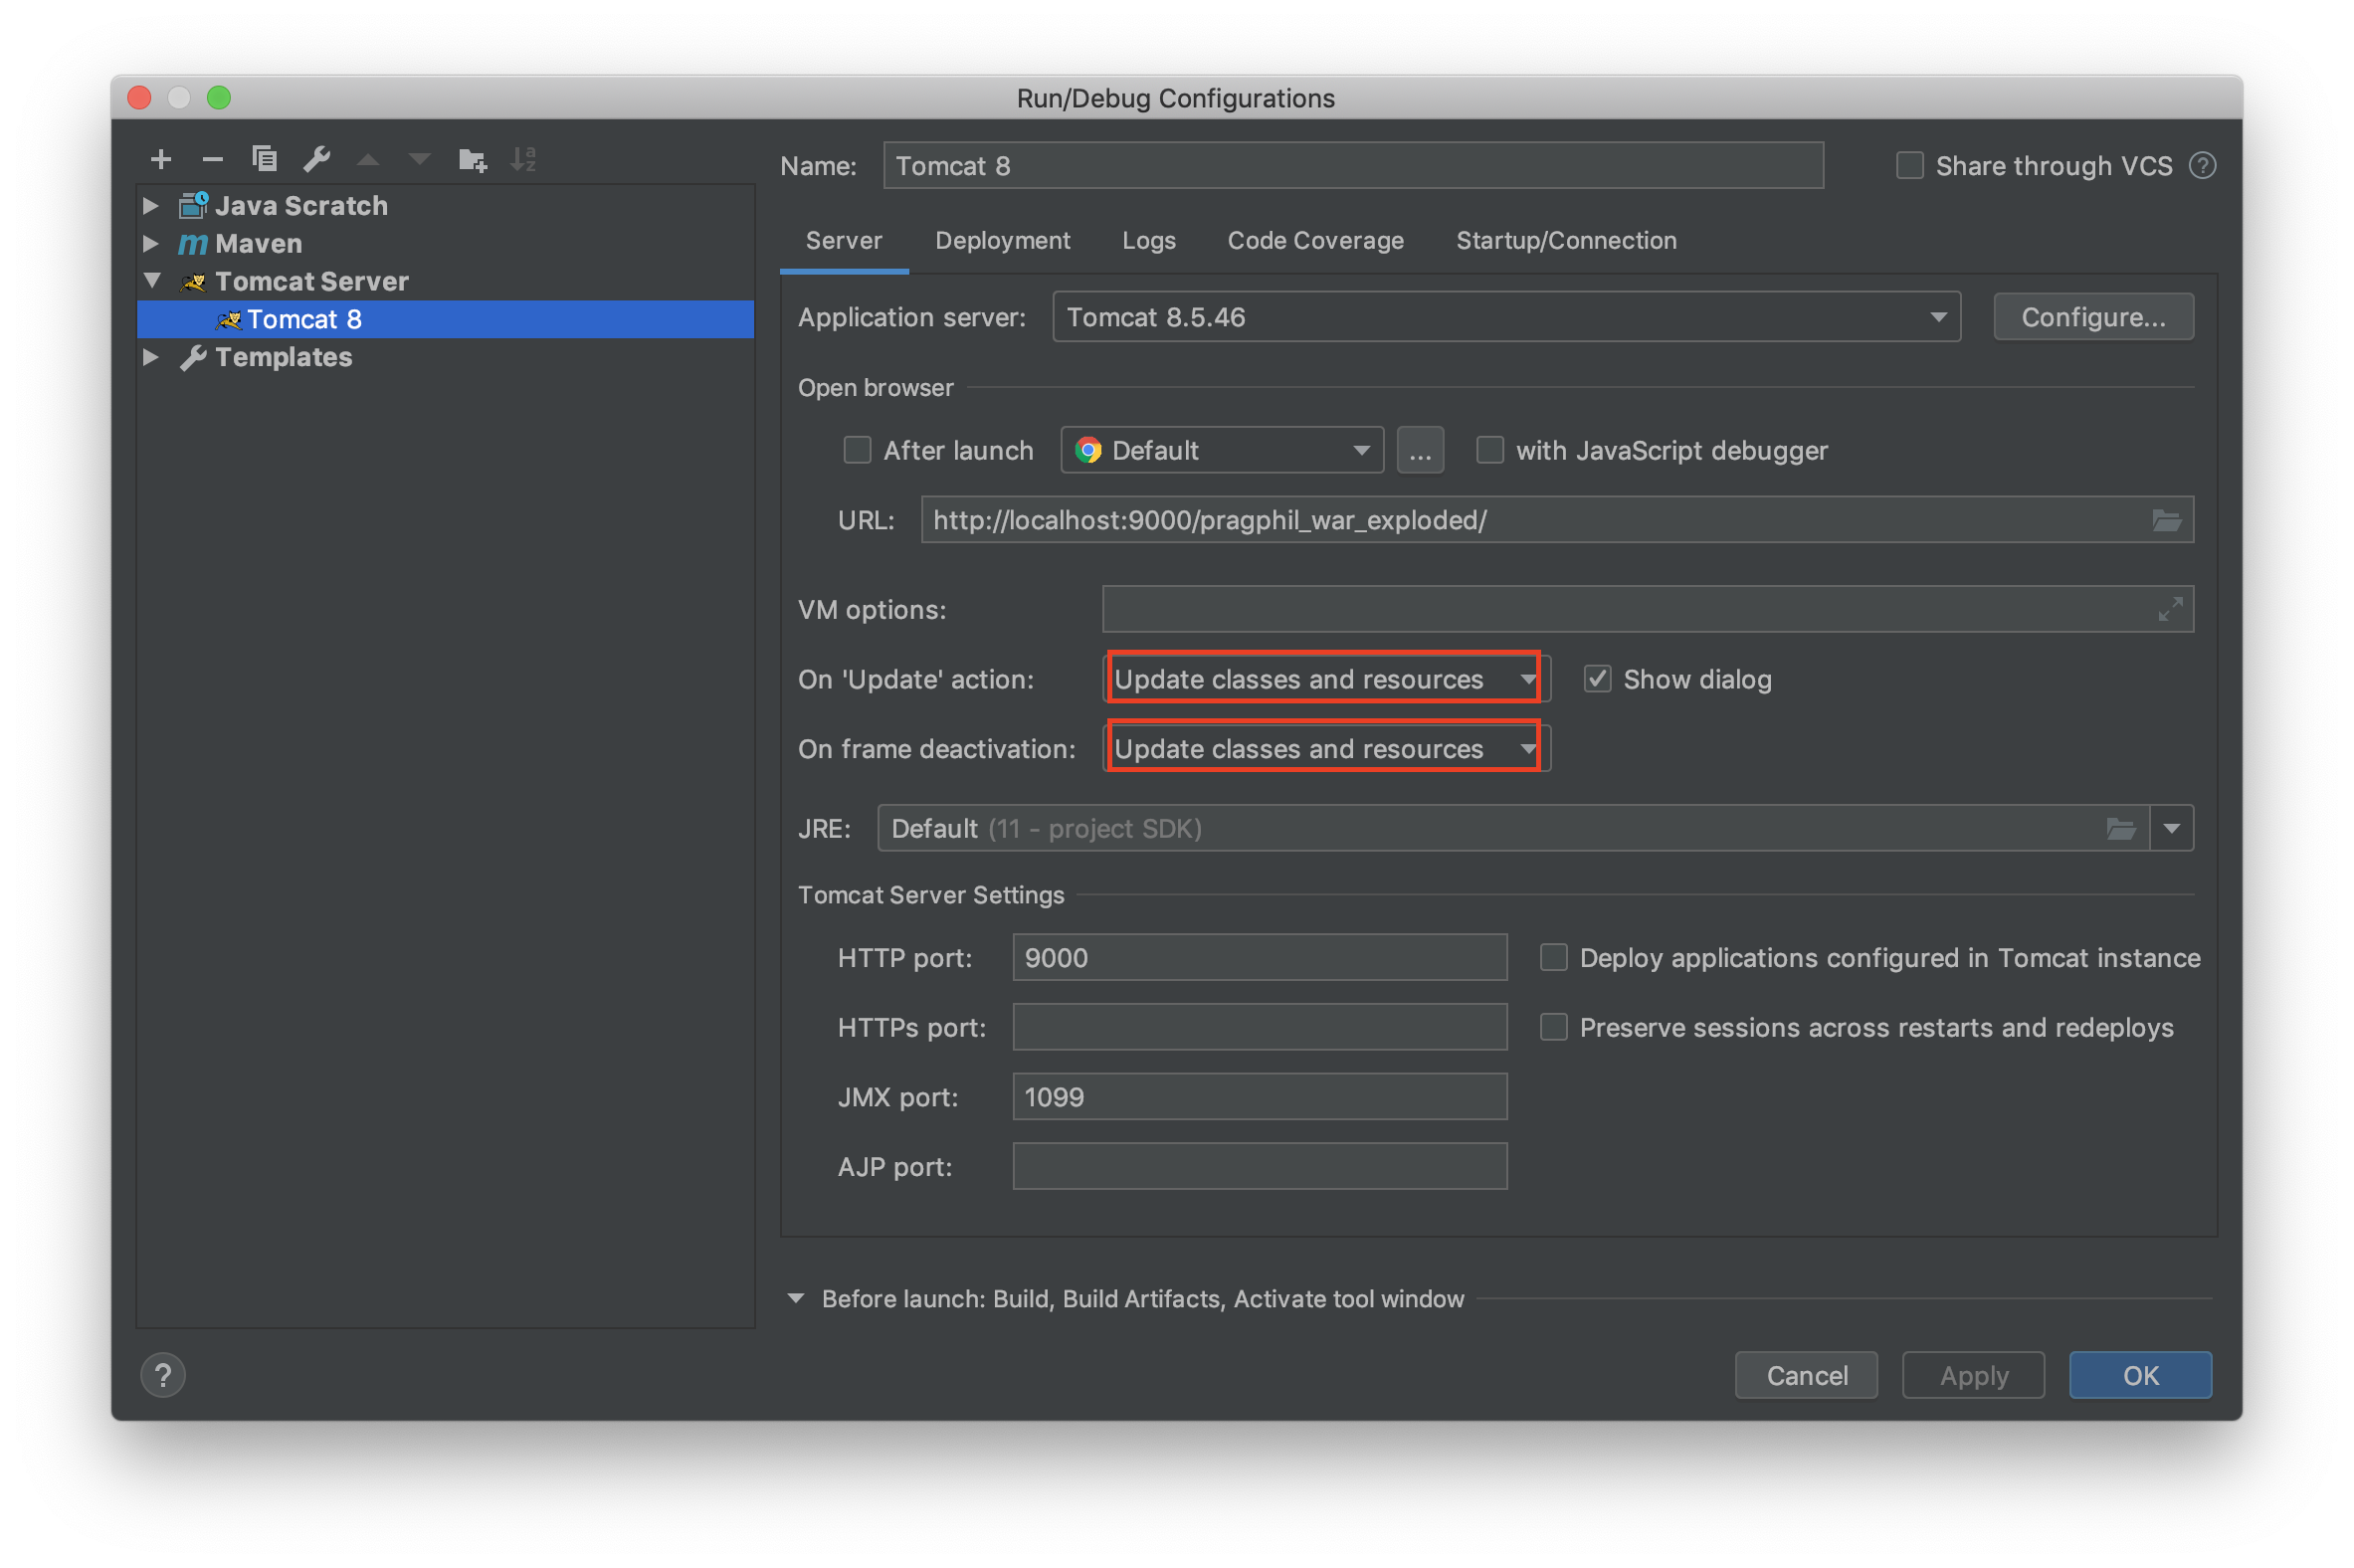 Run/Debug Configurations
Java Scratch
Maven
Tomcat Server
Tomcat 8
Templates
Name: Tomcat 8 Share through VCS ?
Server Deployment Logs Code Coverage Startup/Connection
Application server: Tomcat 8.5.46 Configure...
Open browser
After launch Default ... with JavaScript debugger
URL: http://localhost:9000/pragphil_war_exploded/
VM options:
On 'Update' action: Update classes and resources Show dialog
On frame deactivation: Update classes and resources
JRE: Default (11 - project SDK)
Tomcat Server Settings
HTTP port: 9000 Deploy applications configured in Tomcat instance
HTTPs port: Preserve sessions across restarts and redeploys
JMX port: 1099
AJP port:
Before launch: Build, Build Artifacts, Activate tool window
? Cancel Apply OK